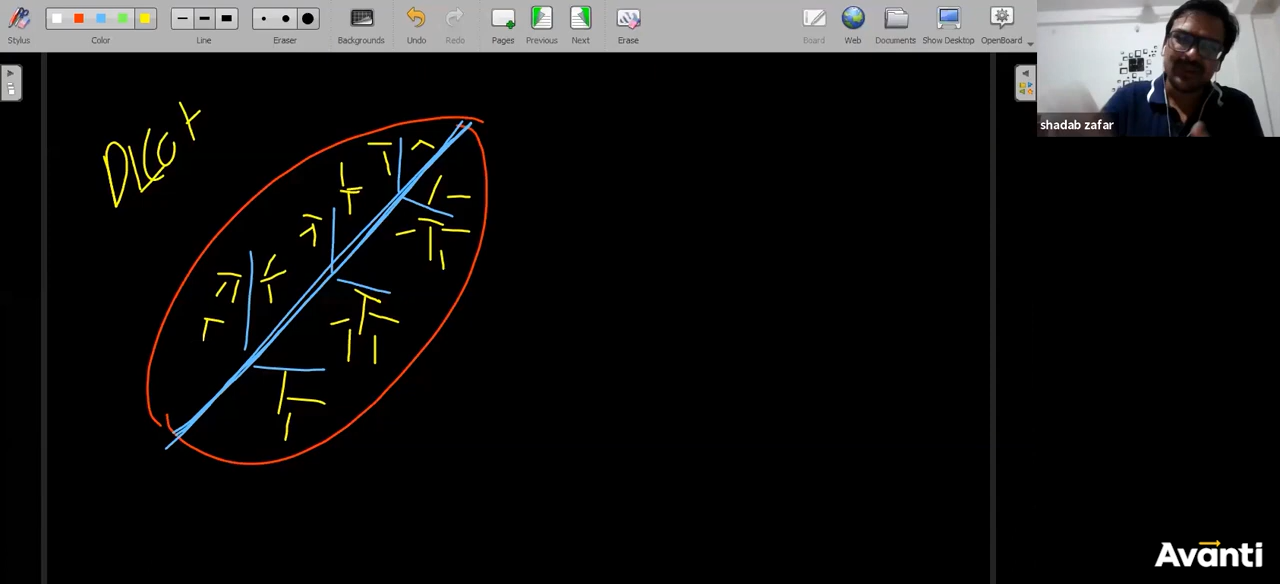 Stylus
Color
Line
Eraser
Backgrounds
Undo
Redo
Pages
Previous
Next
Erase
Board
Web
Documents
Show Desktop
OpenBoard
shadab zafar
DICOt
Avanti